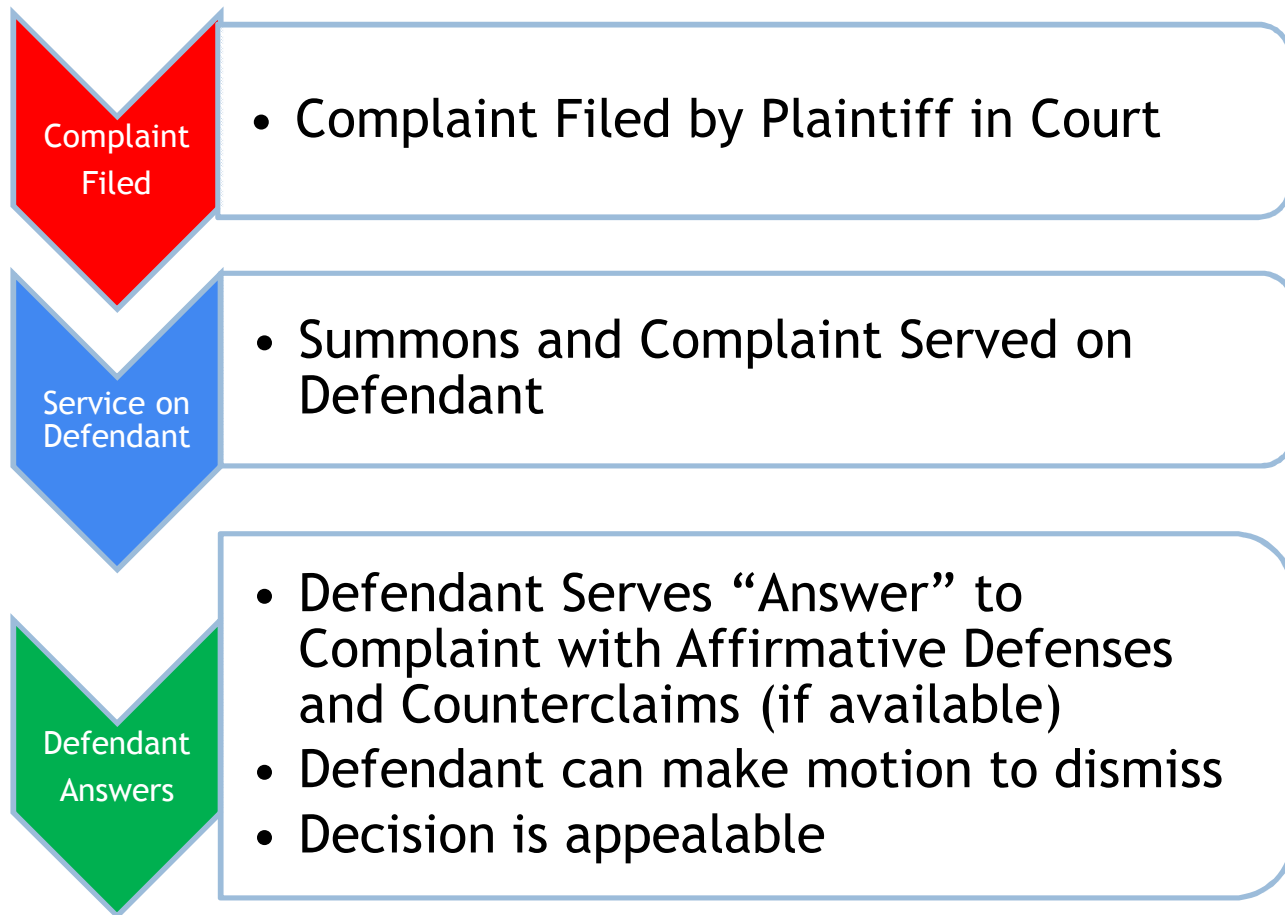 Complaint
Filed
• Complaint Filed by Plaintiff in Court
Service on
Defendant
• Summons and Complaint Served on
Defendant
Defendant
Answers
• Defendant Serves “Answer” to
Complaint with Affirmative Defenses
and Counterclaims (if available)
• Defendant can make motion to dismiss
• Decision is appealable